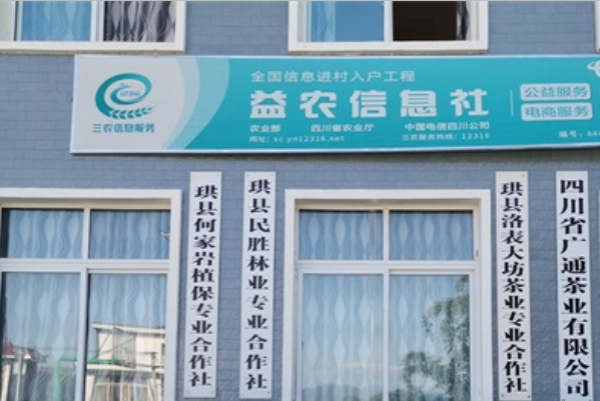 全国信息进村入户工程
益农信息社
公益服务
电商服务
三农信息服务
农业部 四川省农业厅 中国电信四川公司
网址:sc.yn12316.net 三农服务热线:12316
编号:
珙县何家岩植保专业合作社
珙县民胜林业专业合作社
珙县洛表大坊茶业专业合作社
四川省广通茶业有限公司